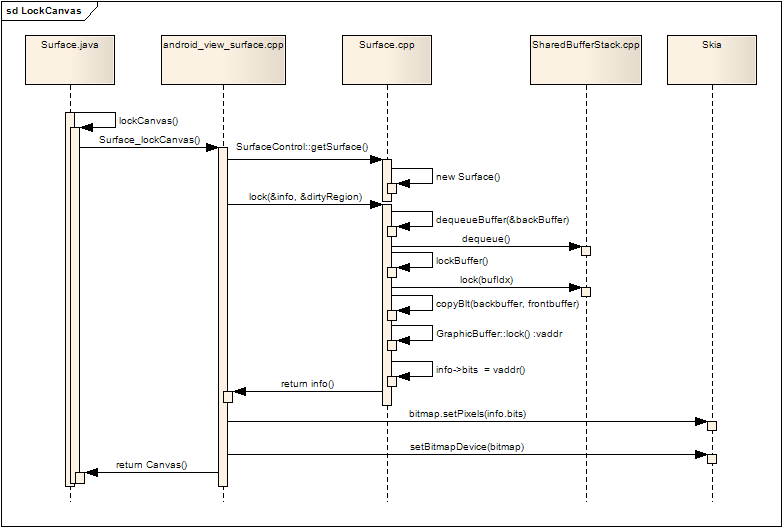 sd LockCanvas
Surface.java
android_view_surface.cpp
Surface.cpp
SharedBufferStack.cpp
Skia
lockCanvas()
Surface_lockCanvas()
SurfaceControl::getSurface()
new Surface()
lock(&info, &dirtyRegion)
dequeueBuffer(&backBuffer)
dequeue()
lockBuffer()
lock(bufIdx)
copyBlt(backbuffer, frontbuffer)
GraphicBuffer::lock() :vaddr
info->bits = vaddr()
return info()
bitmap.setPixels(info.bits)
setBitmapDevice(bitmap)
return Canvas()